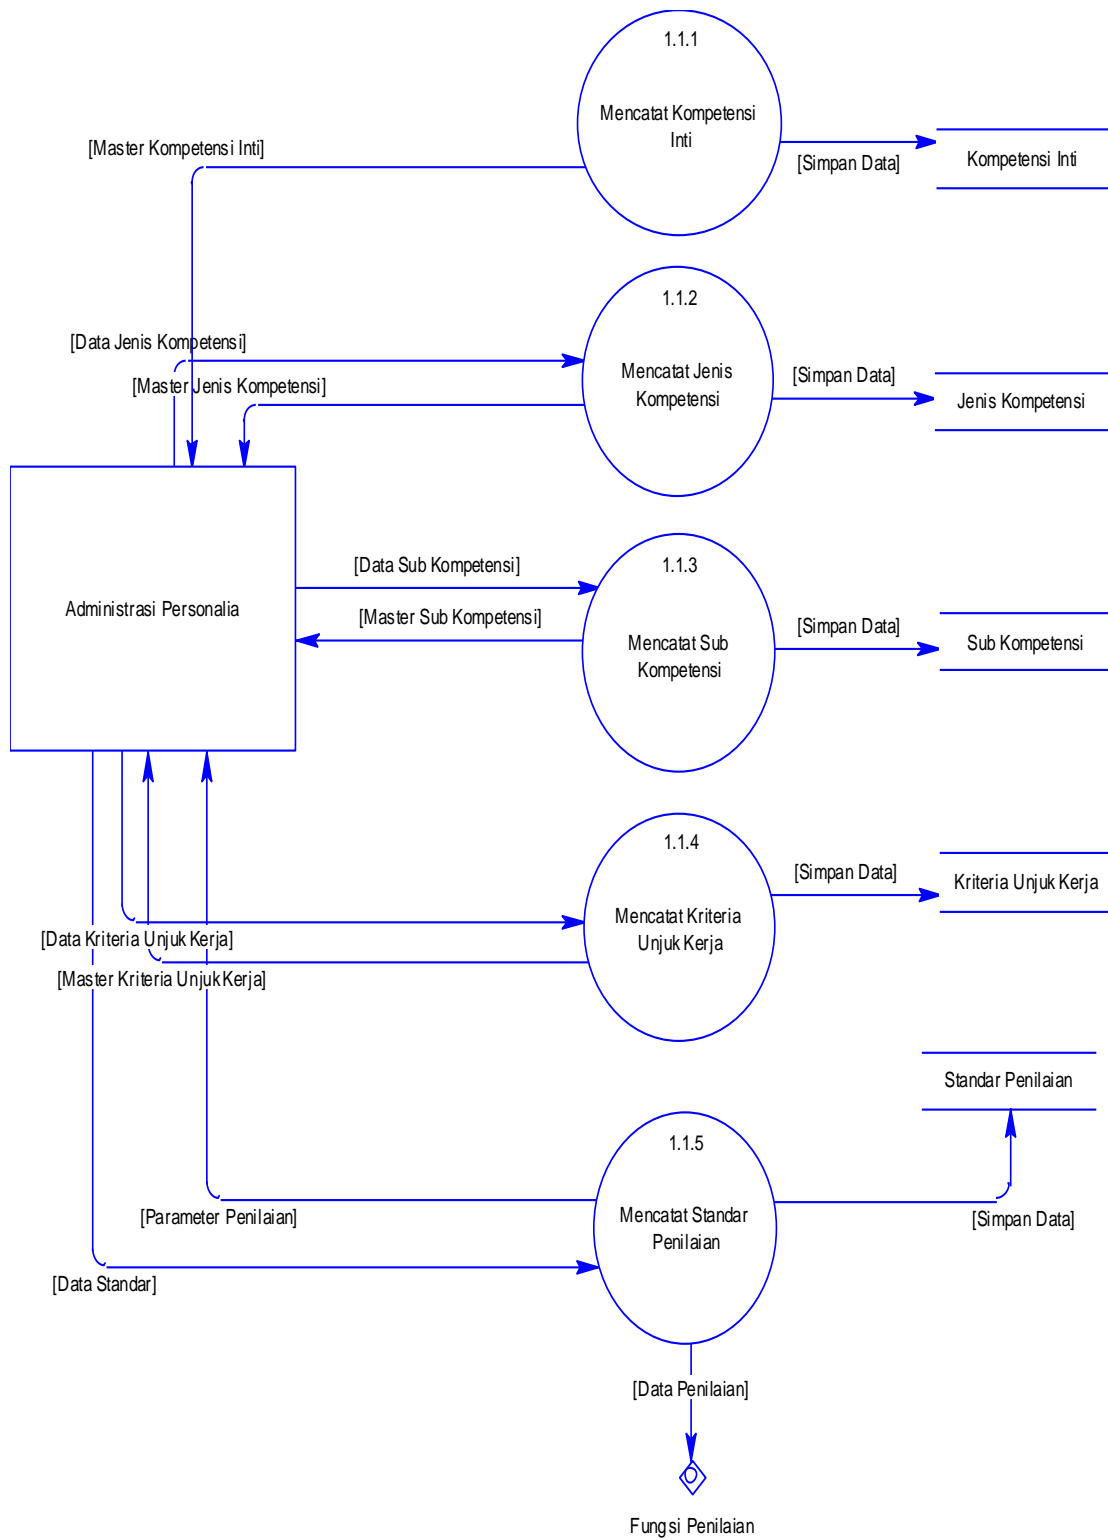 1.1.1
Mencatat Kompetensi
Inti
[Master Kompetensi Inti]
[Simpan Data]
Kompetensi Inti
1.1.2
[Data Jenis Kompetensi]
Mencatat Jenis
Kompetensi
[Master Jenis Kompetensi]
[Simpan Data]
Jenis Kompetensi
1.1.3
[Data Sub Kompetensi]
Administrasi Personalia
[Master Sub Kompetensi]
Mencatat Sub
Kompetensi
[Simpan Data]
Sub Kompetensi
1.1.4
[Simpan Data]
Kriteria Unjuk Kerja
Mencatat Kriteria
Unjuk Kerja
[Data Kriteria Unjuk Kerja]
[Master Kriteria Unjuk Kerja]
Standar Penilaian
1.1.5
Mencatat Standar
Penilaian
[Parameter Penilaian]
[Simpan Data]
[Data Standar]
[Data Penilaian]
Fungsi Penilaian